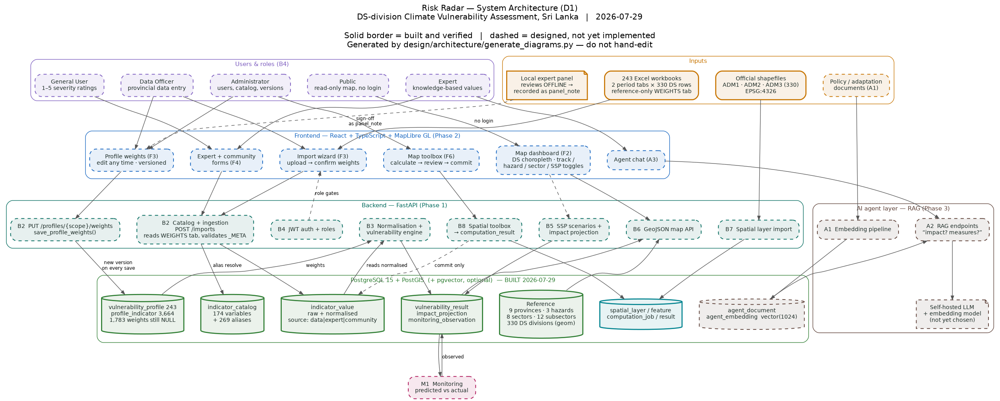 Risk Radar — System Architecture (D1)
DS-division Climate Vulnerability Assessment, Sri Lanka | 2026-07-29
Solid border = built and verified | dashed = designed, not yet implemented
Generated by design/architecture/generate_diagrams.py — do not hand-edit
Users & roles (B4)
General User
1–5 severity ratings
Data Officer
provincial data entry
Administrator
users, catalog, versions
Public
read-only map, no login
Expert
knowledge-based values
Inputs
Local expert panel
reviews OFFLINE →
recorded as panel_note
243 Excel workbooks
2 period tabs × 330 DS rows
reference-only WEIGHTS tab
Official shapefiles
ADM1 · ADM2 · ADM3 (330)
EPSG:4326
Policy / adaptation
documents (A1)
sign-off
as panel_note
no login
Frontend — React + TypeScript + MapLibre GL (Phase 2)
Profile weights (F3)
edit any time · versioned
Expert + community
forms (F4)
Import wizard (F3)
upload → confirm weights
Map toolbox (F6)
calculate → review → commit
Map dashboard (F2)
DS choropleth · track /
hazard / sector / SSP toggles
Agent chat (A3)
role gates
Backend — FastAPI (Phase 1)
B2 PUT /profiles/{scope}/weights
save_profile_weights()
B2 Catalog + ingestion
POST /imports
reads WEIGHTS tab, validates _META
B4 JWT auth + roles
B3 Normalisation +
vulnerability engine
B8 Spatial toolbox
→ computation_result
B5 SSP scenarios +
impact projection
B6 GeoJSON map API
B7 Spatial layer import
AI agent layer — RAG (Phase 3)
A1 Embedding pipeline
A2 RAG endpoints
“impact? measures?”
new version
on every save
alias resolve
weights
reads normalised
commit only
PostgreSQL 15 + PostGIS (+ pgvector, optional) — BUILT 2026-07-29
vulnerability_profile 243
profile_indicator 3,664
1,783 weights still NULL
indicator_catalog
174 variables
+ 269 aliases
indicator_value
raw + normalised
source: data|expert|community
vulnerability_result
impact_projection
monitoring_observation
Reference
9 provinces · 3 hazards
8 sectors · 12 subsectors
330 DS divisions (geom)
spatial_layer / feature
computation_job / result
agent_document
agent_embedding vector(1024)
Self-hosted LLM
+ embedding model
(not yet chosen)
observed
M1 Monitoring
predicted vs actual